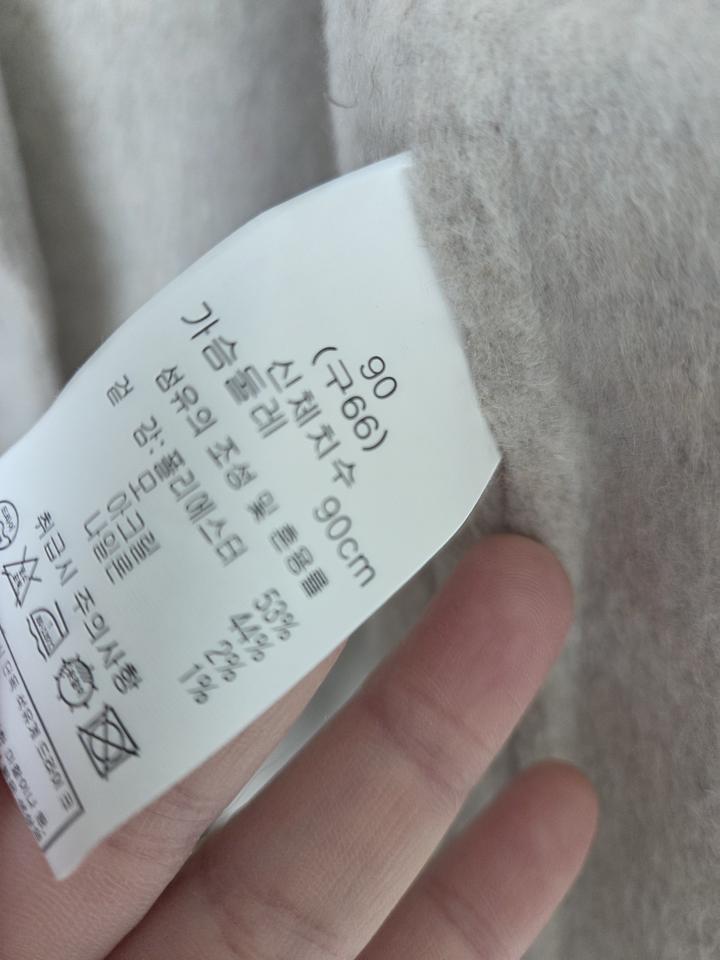 90
(구66)
신체치수
가슴둘레 90cm
섬유의 조성 및 혼용률
겉 감: 폴리에스터 53%
모 44%
아크릴 2%
나일론 1%
취급시 주의사항